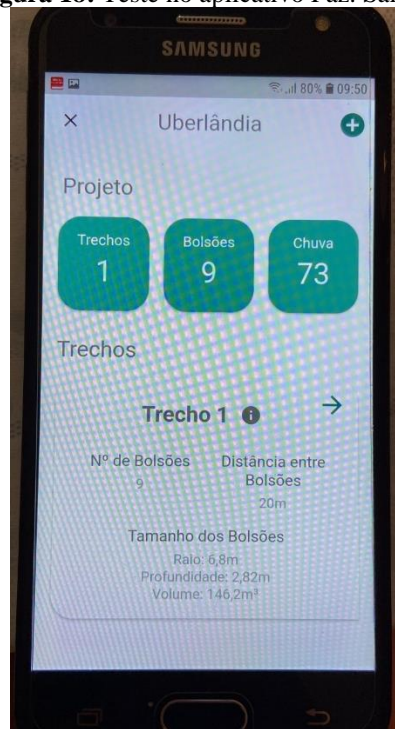 gura 18: Teste no aplicativo Faz. San
SAMSUNG
80% 09:50
× Uberlândia +
Projeto
Trechos Bolsões Chuva
1 9 73
Trechos
Trecho 1 i →
Nº de Bolsões Distância entre
Bolsões
9 20m
Tamanho dos Bolsões
Raio: 6,8m
Profundidade: 2,82m
Volume: 146,2m³